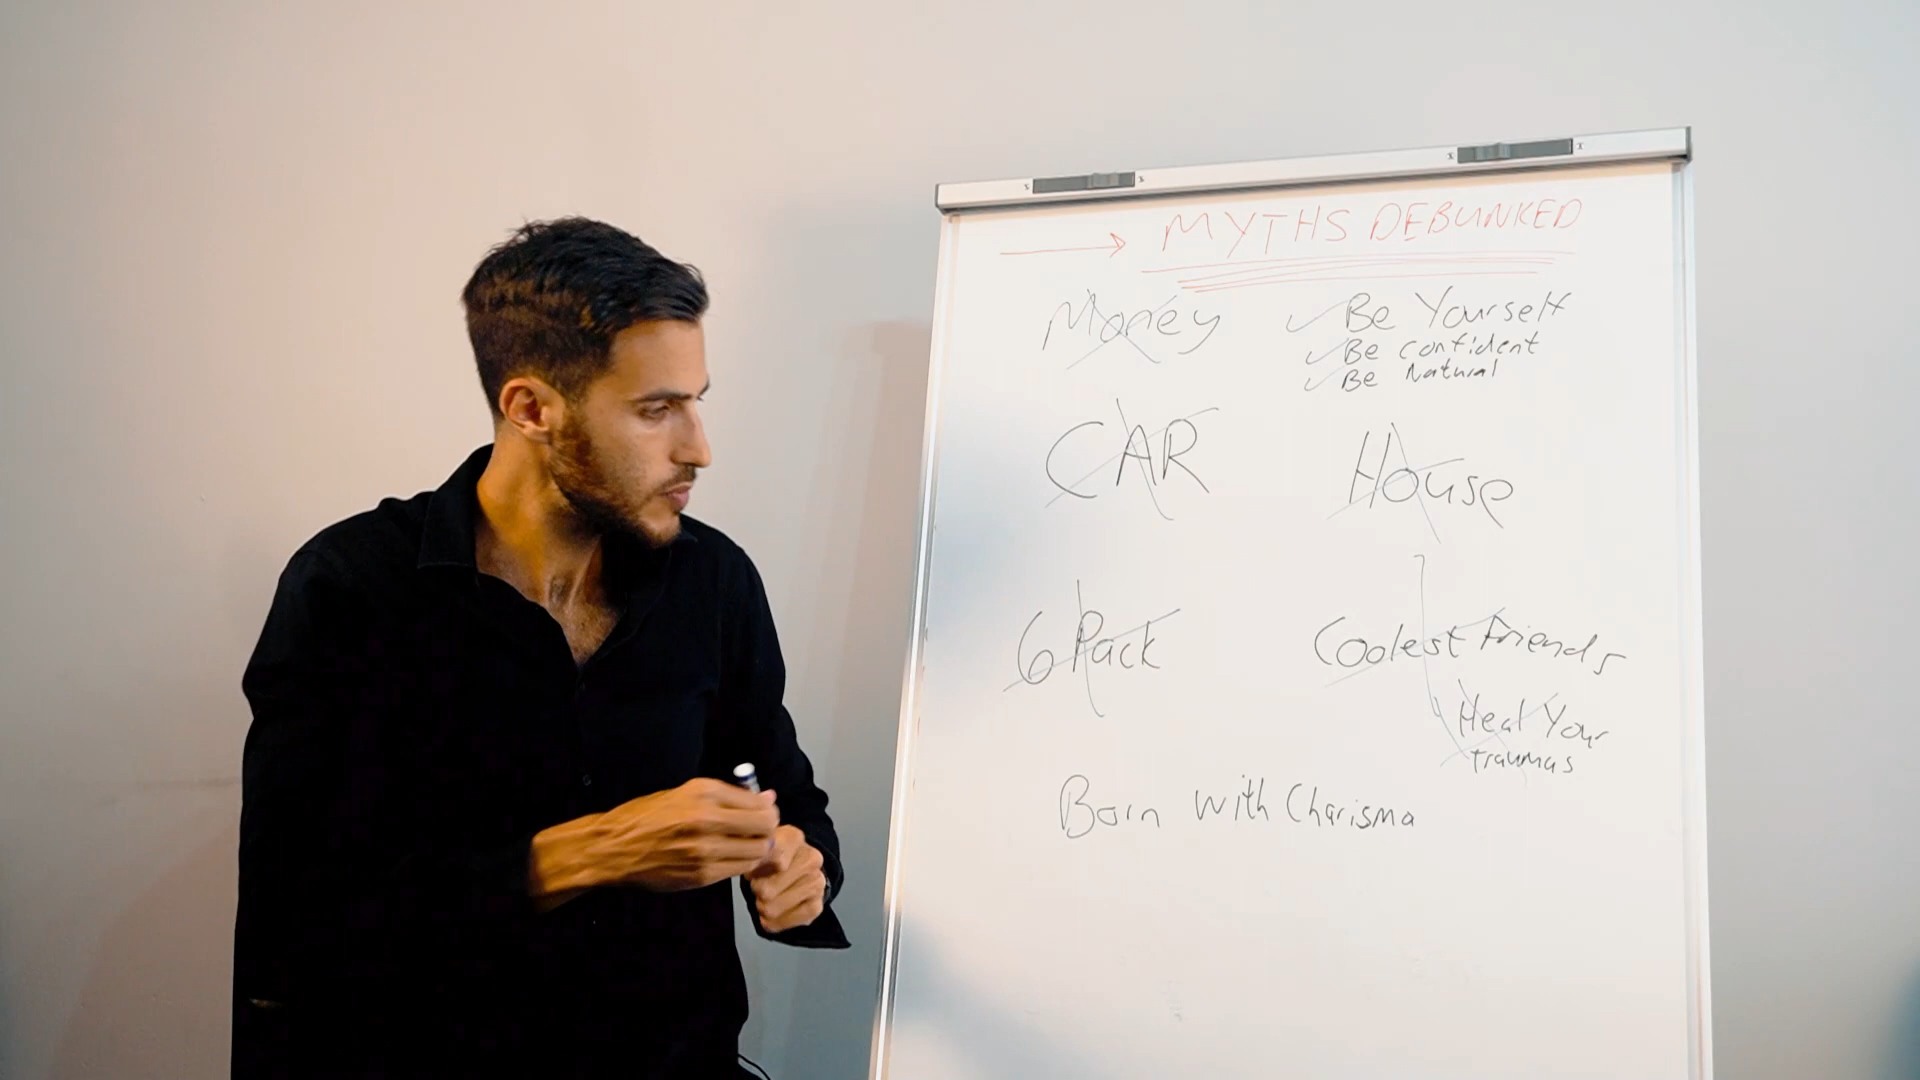 MYTHS DEBUNKED
Money
Be Yourself
Be confident
Be Natural
CAR
House
6 Pack
Coolest Friends
Heal Your
traumas
Born with Charisma